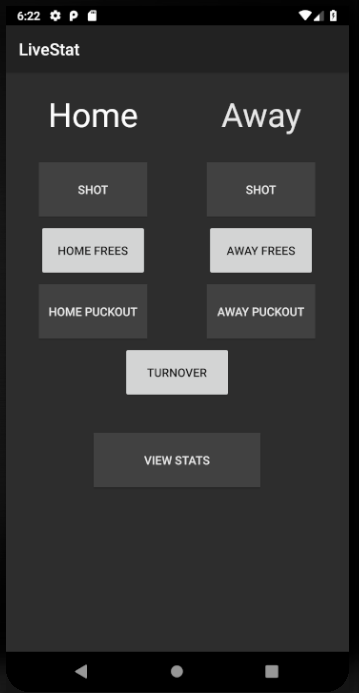 6:22
LiveStat
Home Away
SHOT SHOT
HOME FREES AWAY FREES
HOME PUCKOUT AWAY PUCKOUT
TURNOVER
VIEW STATS